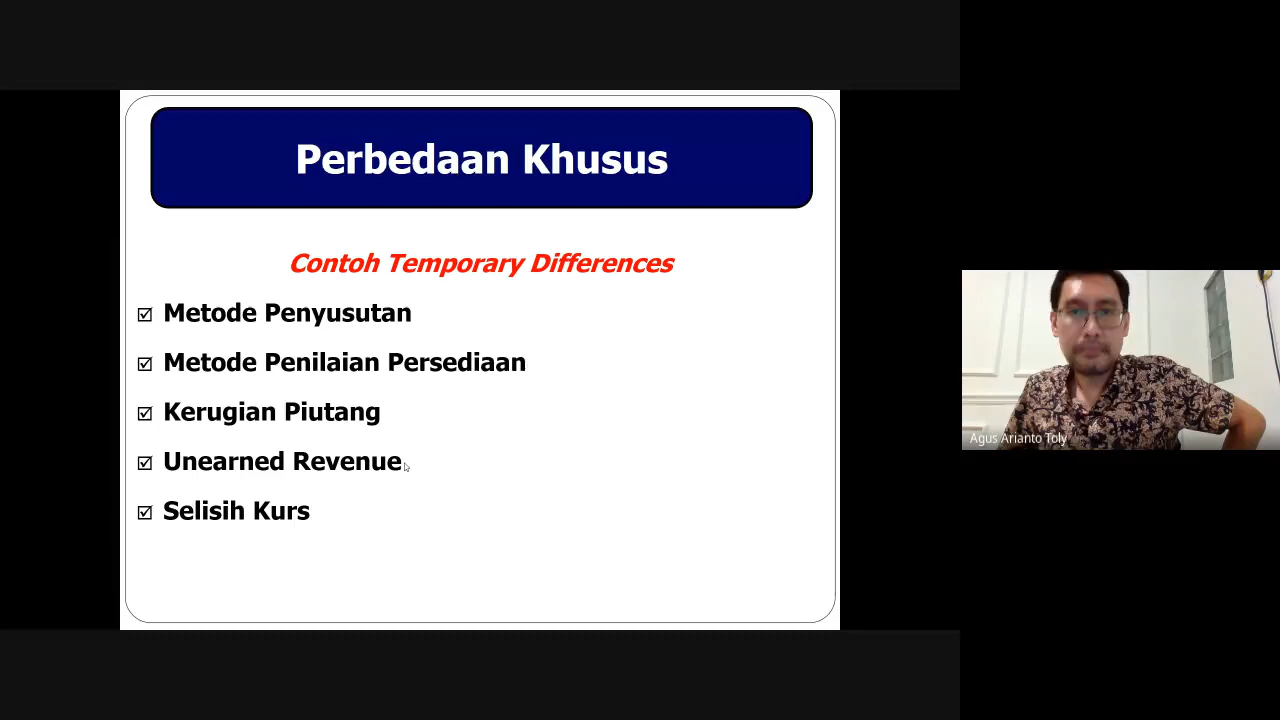 Perbedaan Khusus
Contoh Temporary Differences
Metode Penyusutan
Metode Penilaian Persediaan
Kerugian Piutang
Unearned Revenue
Selisih Kurs
Agus Arianto Toly